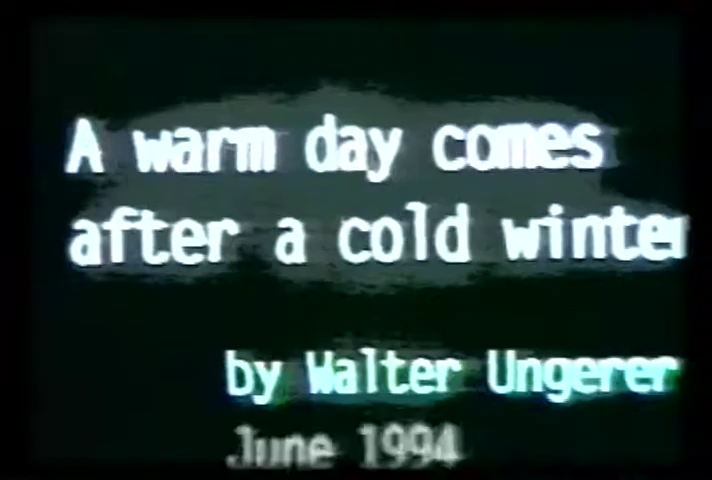 A warm day comes
after a cold winter
by Walter Ungerer
June 1994